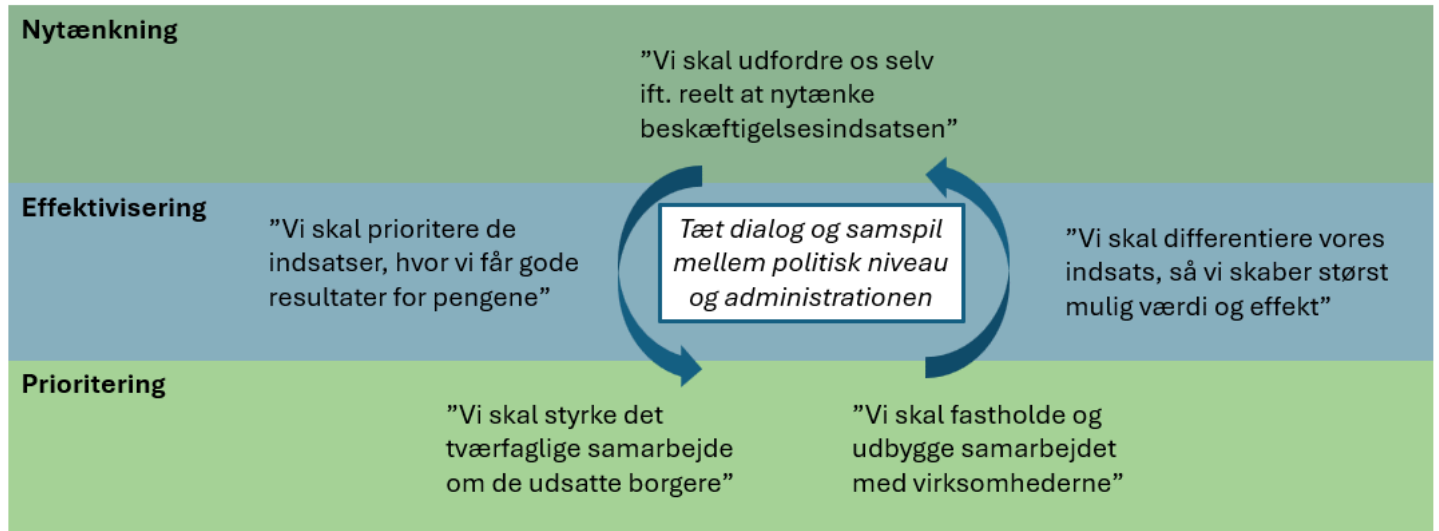 Nytænkning
”Vi skal udfordre os selv
ift. reelt at nytænke
beskæftigelsesindsatsen”
Effektivisering
”Vi skal prioritere de
indsatser, hvor vi får gode
resultater for pengene”
Tæt dialog og samspil
mellem politisk niveau
og administrationen
”Vi skal differentiere vores
indsats, så vi skaber størst
mulig værdi og effekt”
Prioritering
”Vi skal styrke det
tværfaglige samarbejde
om de udsatte borgere”
”Vi skal fastholde og
udbygge samarbejdet
med virksomhederne”